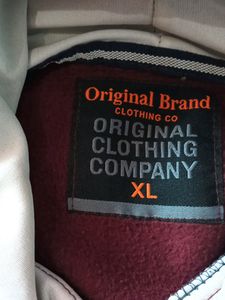 Original Brand
CLOTHING CO
ORIGINAL
CLOTHING
COMPANY
XL